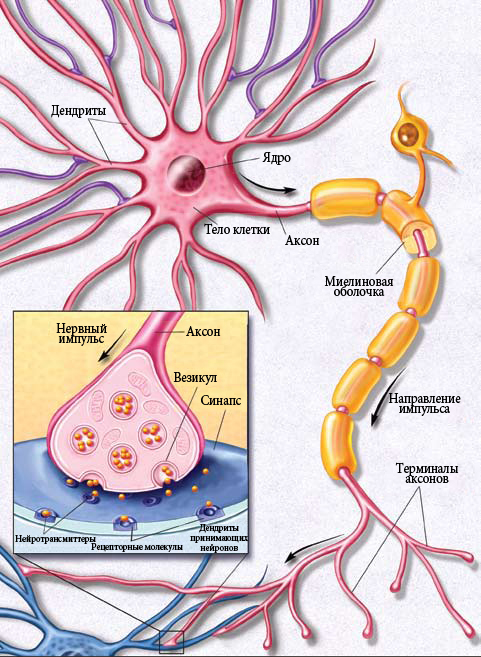 Дендриты
Ядро
Тело клетки
Аксон
Миелиновая
оболочка
Нервный
импульс
Аксон
Везикул
Синапс
Направление
импульса
Терминалы
аксонов
Нейротрансмиттеры
Рецепторные молекулы
Дендриты
принимающих
нейронов